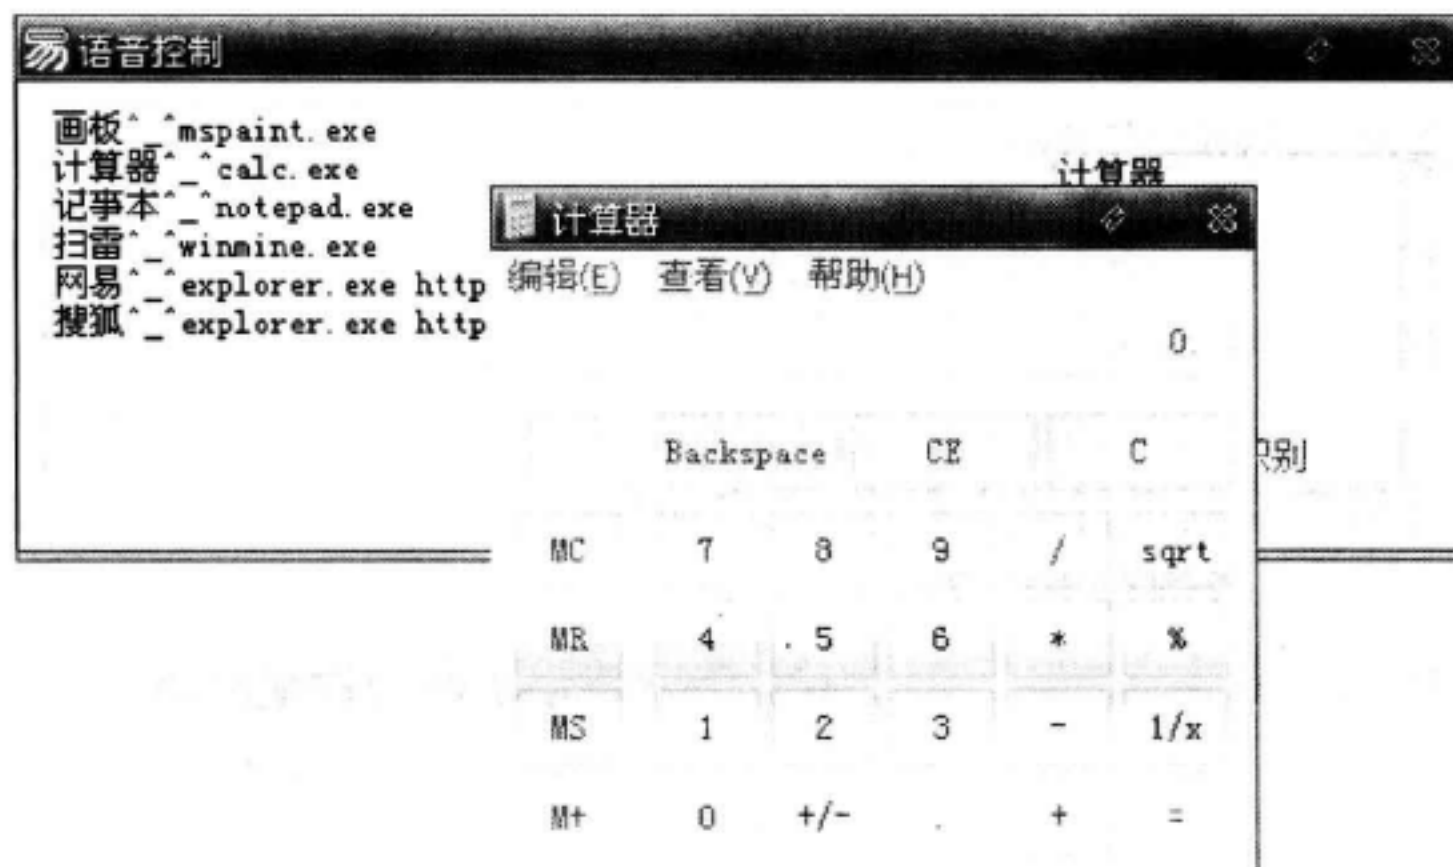 语音控制
画板^_^mspaint.exe
计算器^_^calc.exe
记事本^_^notepad.exe
扫雷^_^winmine.exe
网易^_^explorer.exe http
搜狐^_^explorer.exe http
计算器
计算器
编辑(E) 查看(V) 帮助(H)
0.
Backspace CE C
识别
MC 7 8 9 / sqrt
MR 4 5 6 * %
MS 1 2 3 - 1/x
M+ 0 +/- . + =